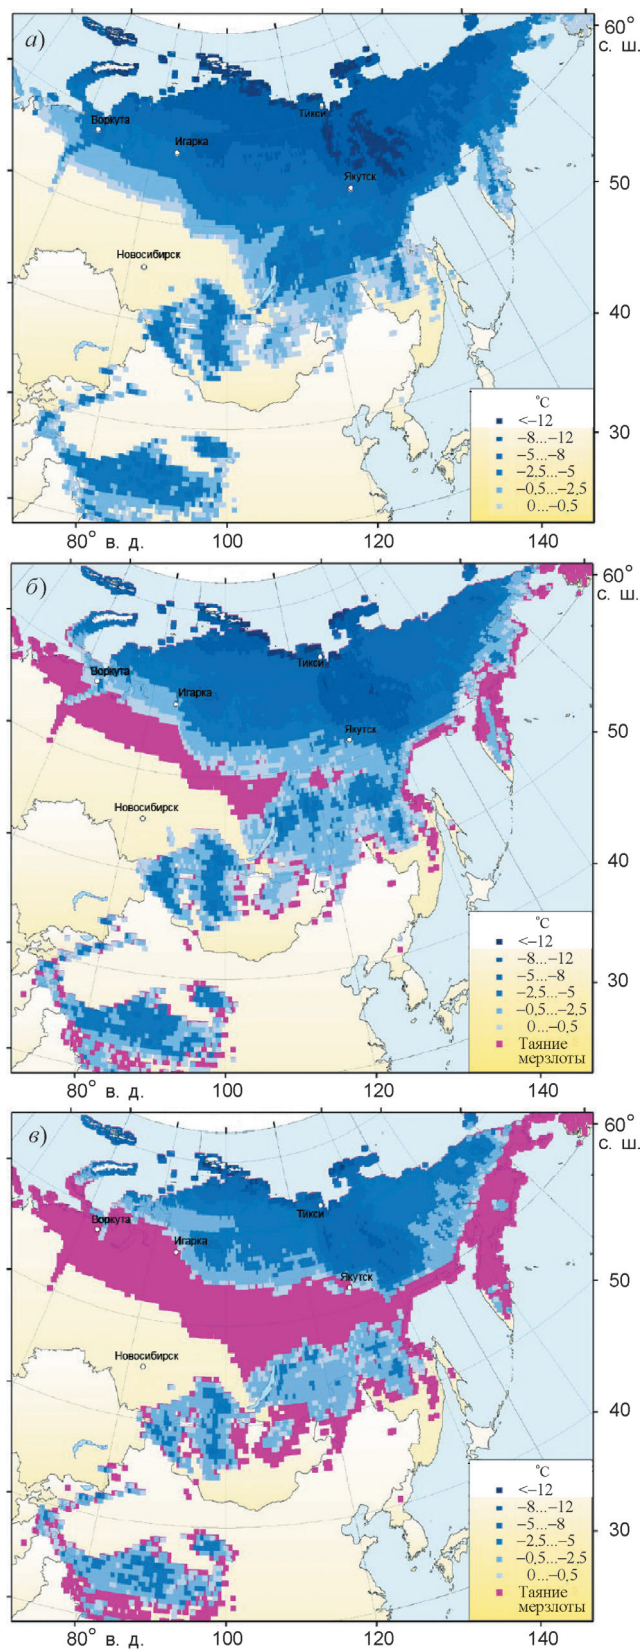 а)
60°
с. ш.
Воркута
Тикси
Игарка
Якутск
50
Новосибирск
40
°C
<–12
–8...–12
30
–5...–8
–2,5...–5
–0,5...–2,5
0...–0,5
80° в. д.
100
120
140
б)
60°
с. ш.
Воркута
Тикси
Игарка
Якутск
50
Новосибирск
40
°C
<–12
–8...–12
30
–5...–8
–2,5...–5
–0,5...–2,5
0...–0,5
Таяние
мерзлоты
80° в. д.
100
120
140
в)
60°
с. ш.
Воркута
Тикси
Игарка
Якутск
50
Новосибирск
40
°C
<–12
–8...–12
30
–5...–8
–2,5...–5
–0,5...–2,5
0...–0,5
Таяние
мерзлоты
80° в. д.
100
120
140